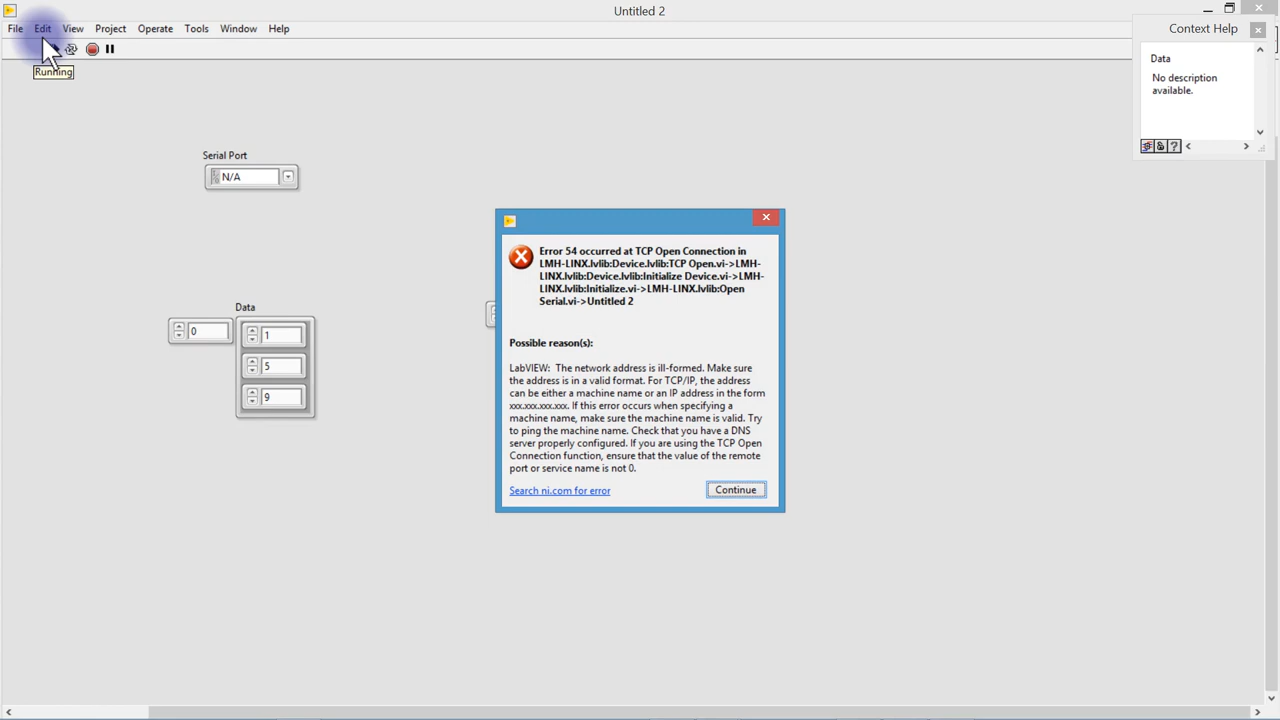 Untitled 2
File Edit View Project Operate Tools Window Help
Running
Context Help
Data
No description
available.
Serial Port
N/A
Data
0
1
5
9
Error 54 occurred at TCP Open Connection in
LMH-LINX.lvlib:Device.lvlib:TCP Open.vi->LMH-
LINX.lvlib:Device.lvlib:Initialize Device.vi->LMH-
LINX.lvlib:Initialize.vi->LMH-LINX.lvlib:Open
Serial.vi->Untitled 2
Possible reason(s):
LabVIEW:  The network address is ill-formed. Make sure
the address is in a valid format. For TCP/IP, the address
can be either a machine name or an IP address in the form
xxx.xxx.xxx.xxx. If this error occurs when specifying a
machine name, make sure the machine name is valid. Try
to ping the machine name. Check that you have a DNS
server properly configured. If you are using the TCP Open
Connection function, ensure that the value of the remote
port or service name is not 0.
Search ni.com for error
Continue